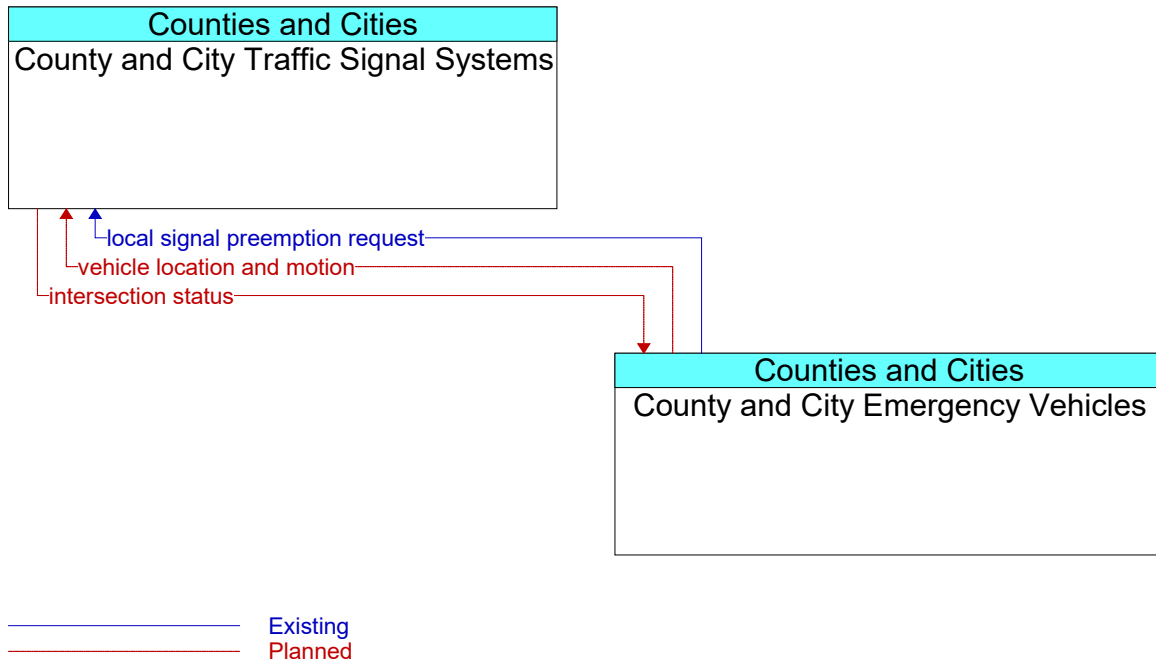 Counties and Cities
County and City Traffic Signal Systems
local signal preemption request
vehicle location and motion
intersection status
Counties and Cities
County and City Emergency Vehicles
Existing
Planned